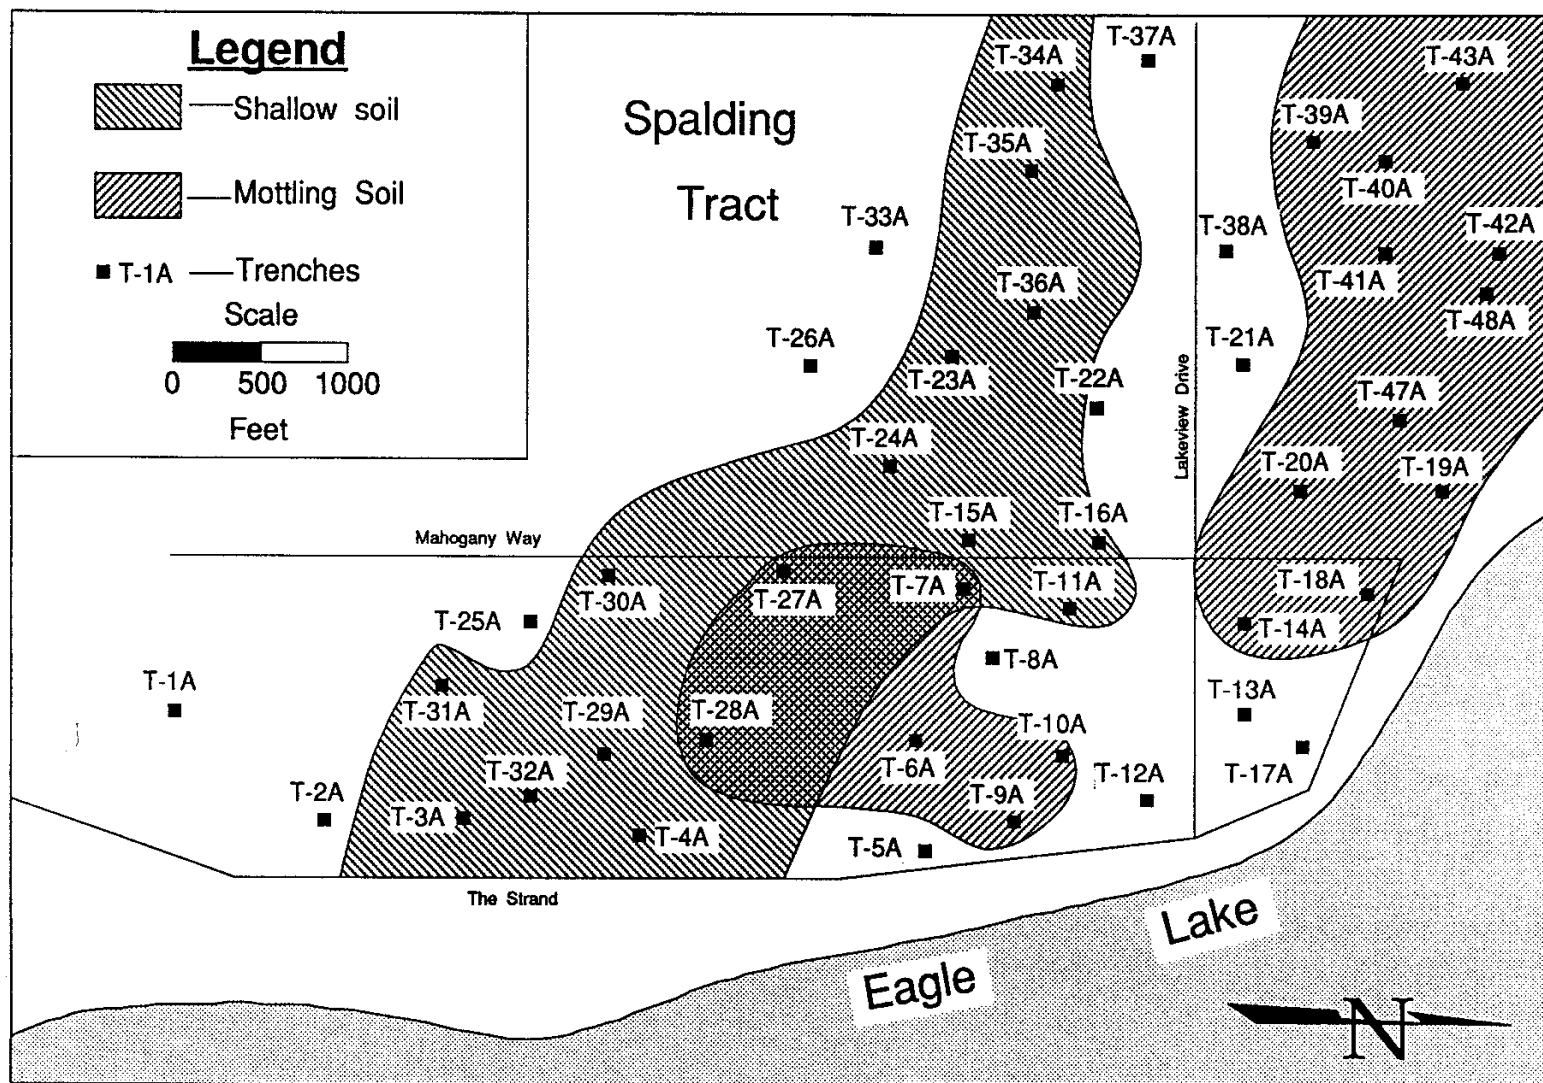 Legend
Shallow soil
Mottling Soil
T-1A Trenches
Scale
0 500 1000
Feet
Spalding
Tract
T-37A
T-34A
T-43A
T-39A
T-35A
T-40A
T-33A
T-38A
T-42A
T-36A
T-41A
T-48A
T-26A
T-21A
T-23A
T-22A
T-47A
Lakeview Drive
T-24A
T-20A
T-19A
T-15A
T-16A
Mahogany Way
T-30A
T-27A
T-7A
T-11A
T-18A
T-25A
T-14A
T-8A
T-1A
T-31A
T-29A
T-28A
T-13A
T-10A
T-32A
T-6A
T-12A
T-17A
T-2A
T-3A
T-9A
T-4A
T-5A
The Strand
Eagle
Lake
N